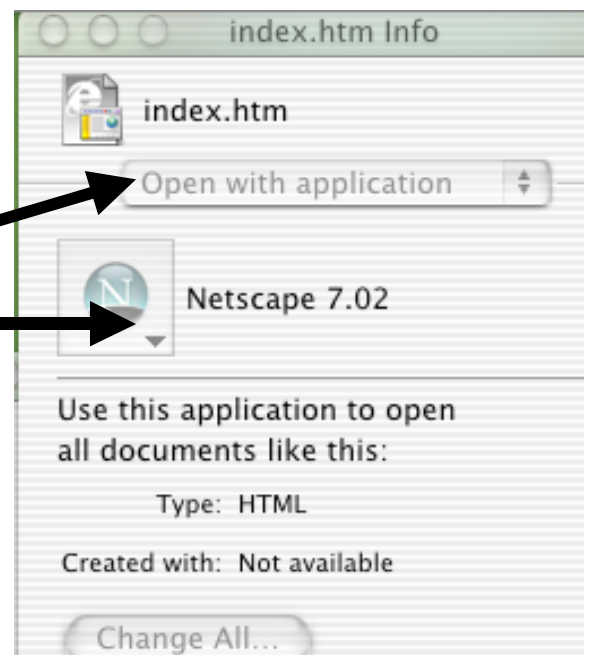 index.htm Info
index.htm
Open with application
N
Netscape 7.02
Use this application to open
all documents like this:
Type: HTML
Created with: Not available
Change All...